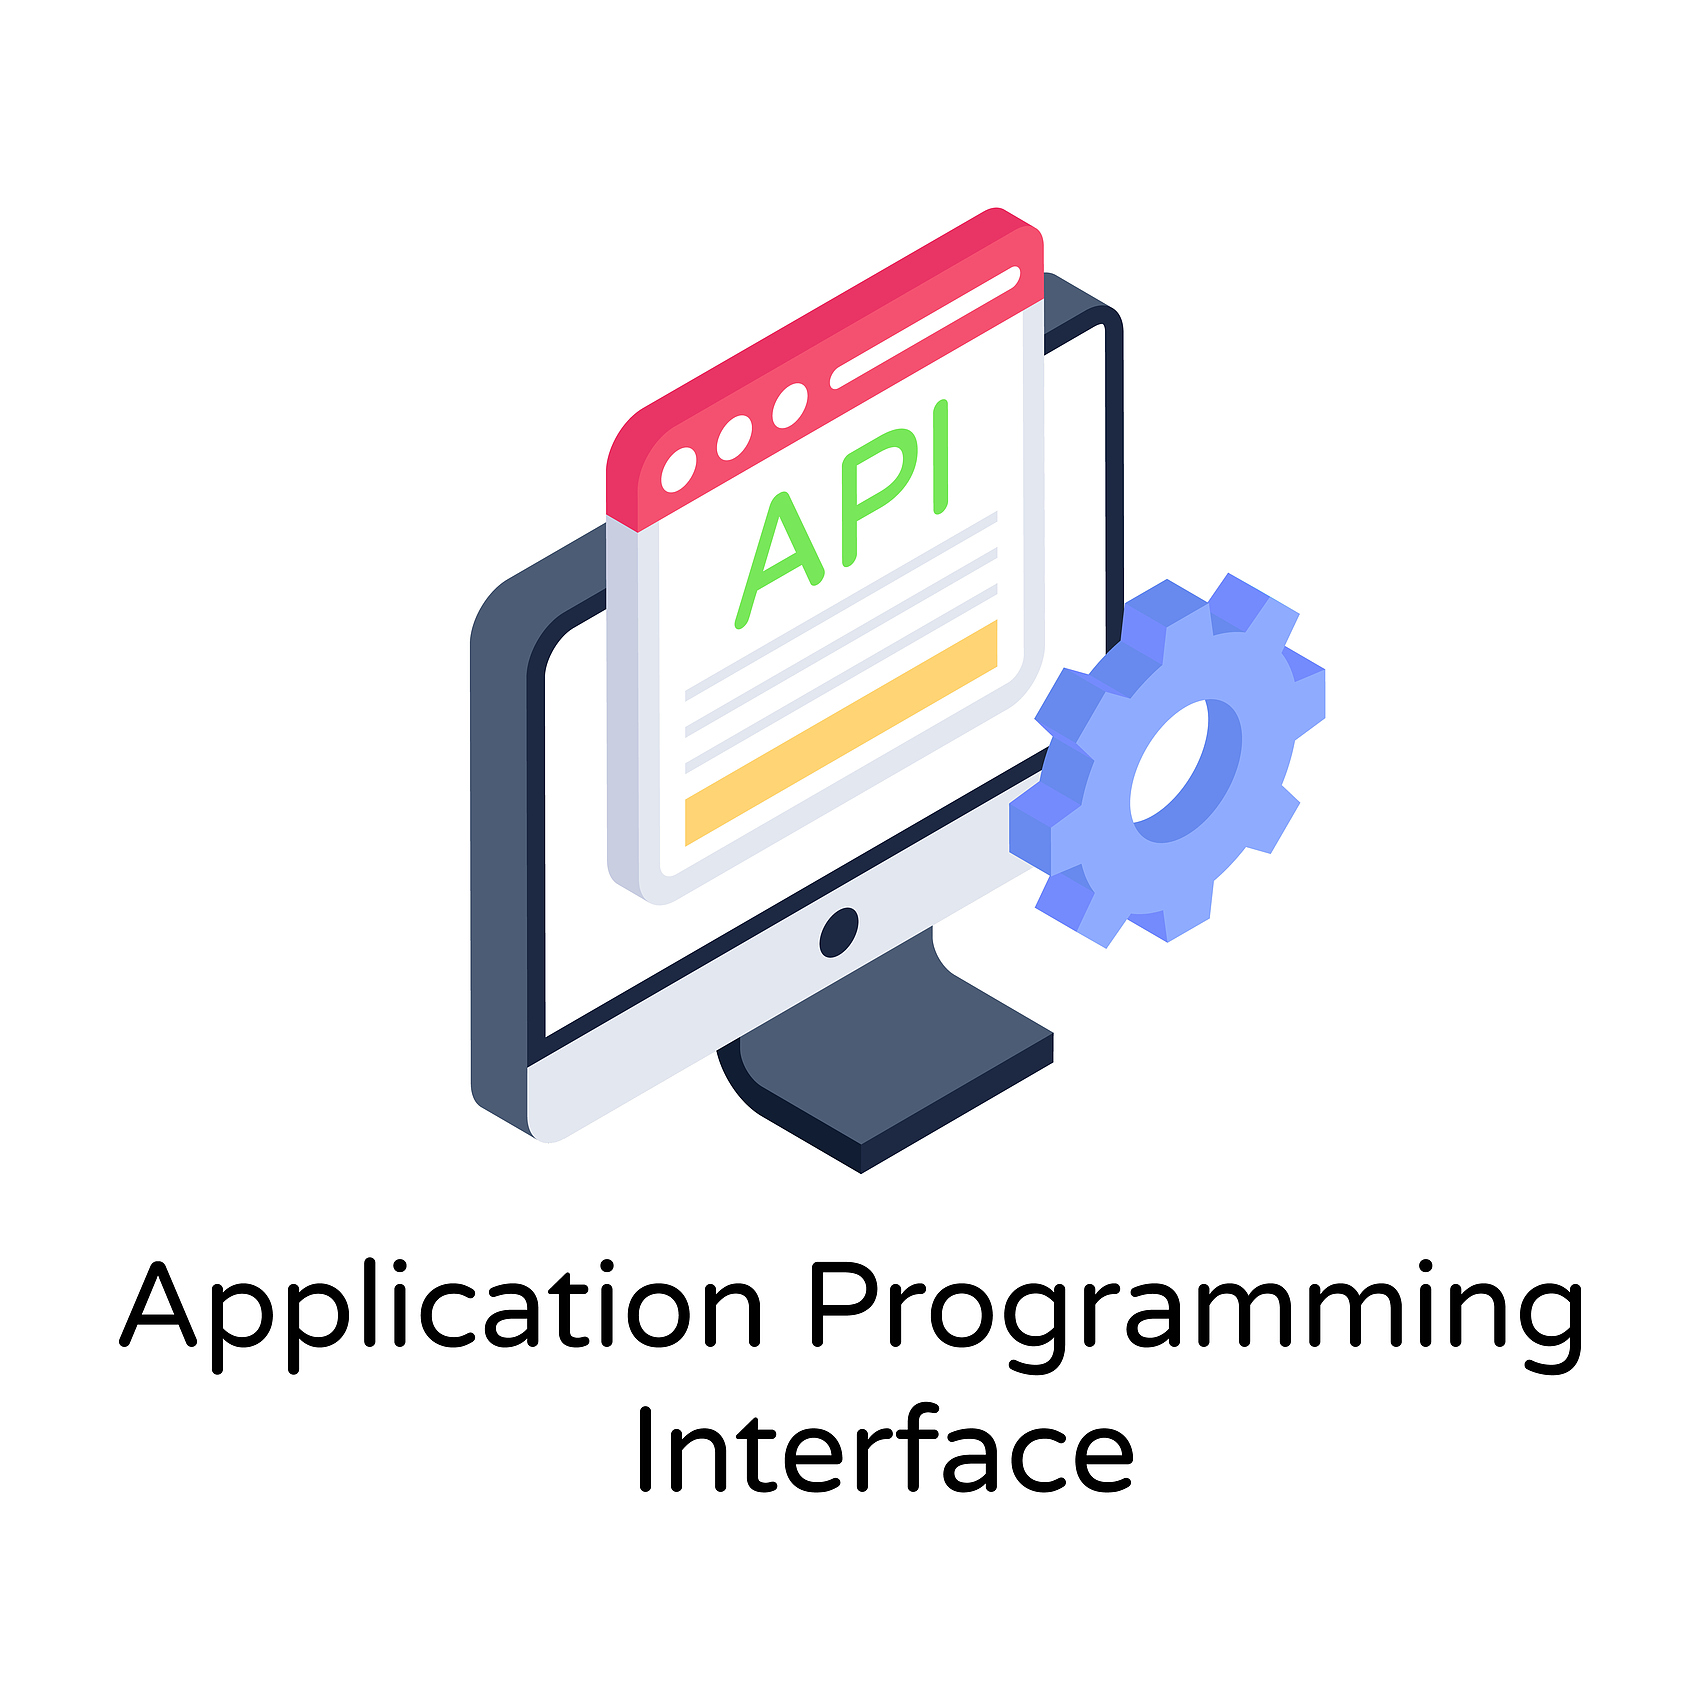 API
Application Programming
Interface